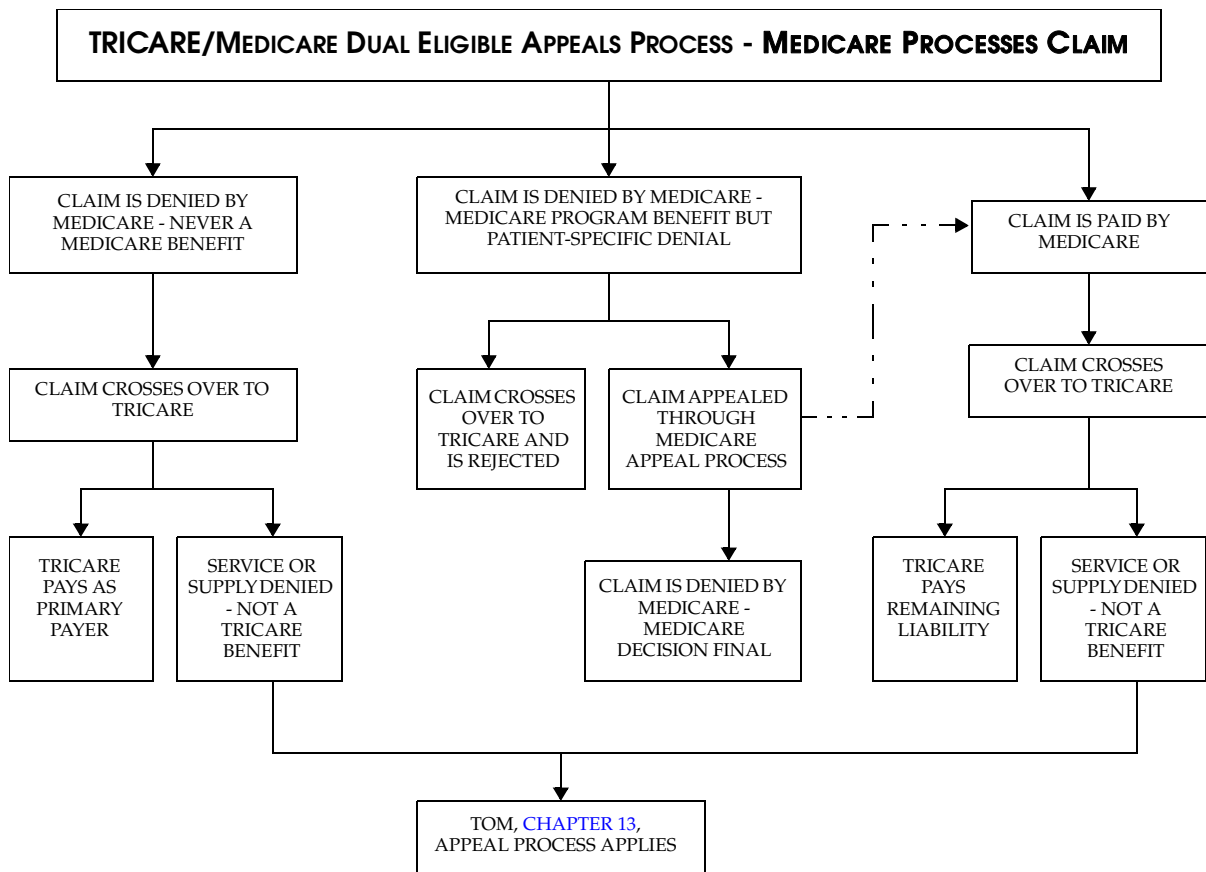 TRICARE/MEDICARE DUAL ELIGIBLE APPEALS PROCESS - MEDICARE PROCESSES CLAIM
CLAIM IS DENIED BY
MEDICARE - NEVER A
MEDICARE BENEFIT
CLAIM IS DENIED BY MEDICARE -
MEDICARE PROGRAM BENEFIT BUT
PATIENT-SPECIFIC DENIAL
CLAIM IS PAID BY
MEDICARE
CLAIM CROSSES OVER TO
TRICARE
CLAIM CROSSES
OVER TO
TRICARE AND
IS REJECTED
CLAIM APPEALED
THROUGH
MEDICARE
APPEAL PROCESS
CLAIM CROSSES
OVER TO TRICARE
TRICARE
PAYS AS
PRIMARY
PAYER
SERVICE OR
SUPPLY DENIED
- NOT A
TRICARE
BENEFIT
CLAIM IS DENIED BY
MEDICARE -
MEDICARE
DECISION FINAL
TRICARE
PAYS
REMAINING
LIABILITY
SERVICE OR
SUPPLY DENIED
- NOT A
TRICARE
BENEFIT
TOM, CHAPTER 13,
APPEAL PROCESS APPLIES